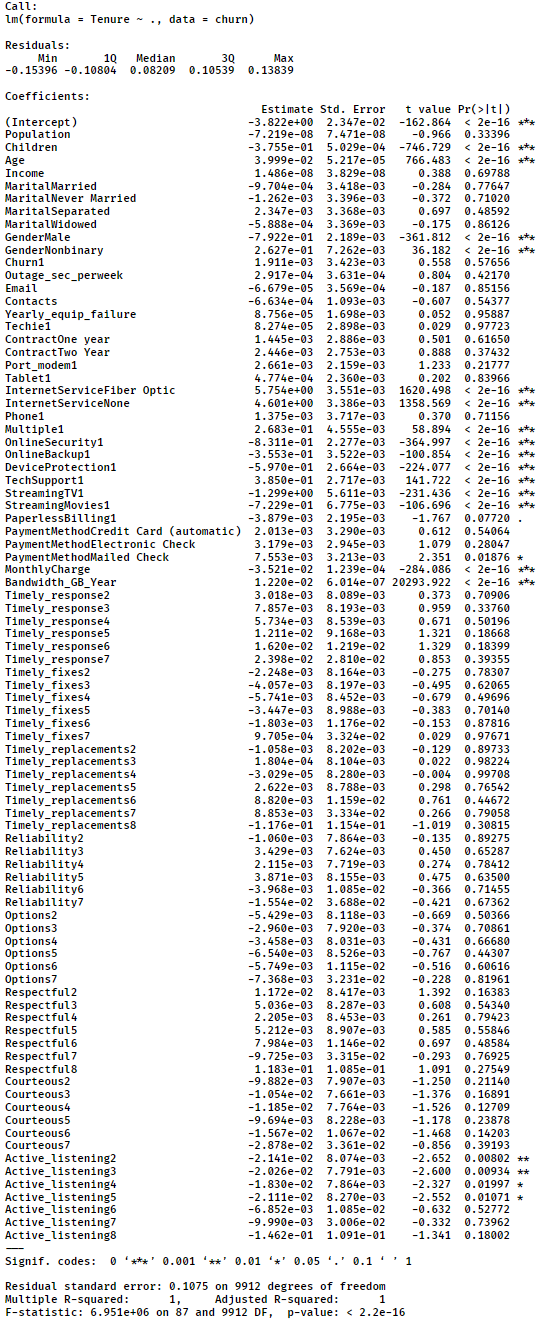 Call:
lm(formula = Tenure ~ ., data = churn)
Residuals:
Min 1Q Median 3Q Max
-0.15396 -0.10804 0.08209 0.10539 0.13839
Coefficients:
Estimate Std. Error t value Pr(>|t|)
(Intercept) -3.822e+00 2.347e-02 -162.864 < 2e-16 ***
Population -7.219e-08 7.471e-08 -0.966 0.33396
Children -3.755e-01 5.029e-04 -746.729 < 2e-16 ***
Age 3.999e-02 5.217e-05 766.483 < 2e-16 ***
Income 1.486e-08 3.829e-08 0.388 0.69788
MaritalMarried -9.704e-04 3.418e-03 -0.284 0.77647
MaritalNever Married -1.262e-03 3.396e-03 -0.372 0.71020
MaritalSeparated 2.347e-03 3.368e-03 0.697 0.48592
MaritalWidowed -5.888e-04 3.369e-03 -0.175 0.86126
GenderMale -7.922e-01 2.189e-03 -361.812 < 2e-16 ***
GenderNonbinary 2.627e-01 7.262e-03 36.182 < 2e-16 ***
Churn1 1.911e-03 3.423e-03 0.558 0.57656
Outage_sec_perweek 2.917e-04 3.631e-04 0.804 0.42170
Email -6.679e-05 3.569e-04 -0.187 0.85156
Contacts -6.634e-04 1.093e-03 -0.607 0.54377
Yearly_equip_failure 8.756e-05 1.698e-03 0.052 0.95887
Techie1 8.274e-05 2.898e-03 0.029 0.97723
ContractOne year 1.445e-03 2.886e-03 0.501 0.61650
ContractTwo Year 2.446e-03 2.753e-03 0.888 0.37432
Port_modem1 2.661e-03 2.159e-03 1.233 0.21777
Tablet1 4.774e-04 2.360e-03 0.202 0.83966
InternetServiceFiber Optic 5.754e+00 3.551e-03 1620.498 < 2e-16 ***
InternetServiceNone 4.601e+00 3.386e-03 1358.569 < 2e-16 ***
Phone1 1.375e-03 3.717e-03 0.370 0.71156
Multiple1 2.683e-01 4.555e-03 58.894 < 2e-16 ***
OnlineSecurity1 -8.311e-01 2.277e-03 -364.997 < 2e-16 ***
OnlineBackup1 -3.553e-01 3.522e-03 -100.854 < 2e-16 ***
DeviceProtection1 -5.970e-01 2.664e-03 -224.077 < 2e-16 ***
TechSupport1 3.850e-01 2.717e-03 141.722 < 2e-16 ***
StreamingTV1 -1.299e+00 5.611e-03 -231.436 < 2e-16 ***
StreamingMovies1 -7.229e-01 6.775e-03 -106.696 < 2e-16 ***
PaperlessBilling1 -3.879e-03 2.195e-03 -1.767 0.07720 .
PaymentMethodCredit Card (automatic) 2.013e-03 3.290e-03 0.612 0.54064
PaymentMethodElectronic Check 3.179e-03 2.945e-03 1.079 0.28047
PaymentMethodMailed Check 7.553e-03 3.213e-03 2.351 0.01876 *
MonthlyCharge -3.521e-02 1.239e-04 -284.086 < 2e-16 ***
Bandwidth_GB_Year 1.220e-02 6.014e-07 20293.922 < 2e-16 ***
Timely_response2 3.018e-03 8.089e-03 0.373 0.70906
Timely_response3 7.857e-03 8.193e-03 0.959 0.33760
Timely_response4 5.734e-03 8.539e-03 0.671 0.50196
Timely_response5 1.211e-02 9.168e-03 1.321 0.18668
Timely_response6 1.620e-02 1.219e-02 1.329 0.18399
Timely_response7 2.398e-02 2.810e-02 0.853 0.39355
Timely_fixes2 -2.248e-03 8.164e-03 -0.275 0.78307
Timely_fixes3 -4.057e-03 8.197e-03 -0.495 0.62065
Timely_fixes4 -5.741e-03 8.452e-03 -0.679 0.49696
Timely_fixes5 -3.447e-03 8.988e-03 -0.383 0.70140
Timely_fixes6 -1.803e-03 1.176e-02 -0.153 0.87816
Timely_fixes7 9.705e-04 3.324e-02 0.029 0.97671
Timely_replacements2 -1.058e-03 8.202e-03 -0.129 0.89733
Timely_replacements3 1.804e-04 8.104e-03 0.022 0.98224
Timely_replacements4 -3.029e-05 8.280e-03 -0.004 0.99708
Timely_replacements5 2.622e-03 8.788e-03 0.298 0.76542
Timely_replacements6 8.820e-03 1.159e-02 0.761 0.44672
Timely_replacements7 8.853e-03 3.334e-02 0.266 0.79058
Timely_replacements8 -1.176e-01 1.154e-01 -1.019 0.30815
Reliability2 -1.060e-03 7.864e-03 -0.135 0.89275
Reliability3 3.429e-03 7.624e-03 0.450 0.65287
Reliability4 2.115e-03 7.719e-03 0.274 0.78412
Reliability5 3.871e-03 8.155e-03 0.475 0.63500
Reliability6 -3.968e-03 1.085e-02 -0.366 0.71455
Reliability7 -1.554e-02 3.688e-02 -0.421 0.67362
Options2 -5.429e-03 8.118e-03 -0.669 0.50366
Options3 -2.960e-03 7.920e-03 -0.374 0.70861
Options4 -3.458e-03 8.031e-03 -0.431 0.66680
Options5 -6.540e-03 8.526e-03 -0.767 0.44307
Options6 -5.749e-03 1.115e-02 -0.516 0.60616
Options7 -7.368e-03 3.231e-02 -0.228 0.81961
Respectful2 1.172e-02 8.417e-03 1.392 0.16383
Respectful3 5.036e-03 8.287e-03 0.608 0.54340
Respectful4 2.205e-03 8.453e-03 0.261 0.79423
Respectful5 5.212e-03 8.907e-03 0.585 0.55846
Respectful6 7.984e-03 1.146e-02 0.697 0.48584
Respectful7 -9.725e-03 3.315e-02 -0.293 0.76925
Respectful8 1.183e-01 1.085e-01 1.091 0.27549
Courteous2 -9.882e-03 7.907e-03 -1.250 0.21140
Courteous3 -1.054e-02 7.661e-03 -1.376 0.16891
Courteous4 -1.185e-02 7.764e-03 -1.526 0.12709
Courteous5 -9.694e-03 8.228e-03 -1.178 0.23878
Courteous6 -1.567e-02 1.067e-02 -1.468 0.14203
Courteous7 -2.878e-02 3.361e-02 -0.856 0.39193
Active_listening2 -2.141e-02 8.074e-03 -2.652 0.00802 **
Active_listening3 -2.026e-02 7.791e-03 -2.600 0.00934 **
Active_listening4 -1.830e-02 7.864e-03 -2.327 0.01997 *
Active_listening5 -2.111e-02 8.270e-03 -2.552 0.01071 *
Active_listening6 -6.852e-03 1.085e-02 -0.632 0.52772
Active_listening7 -9.990e-03 3.006e-02 -0.332 0.73962
Active_listening8 -1.462e-01 1.091e-01 -1.341 0.18002
---
Signif. codes: 0 ‘***’ 0.001 ‘**’ 0.01 ‘*’ 0.05 ‘.’ 0.1 ‘ ’ 1
Residual standard error: 0.1075 on 9912 degrees of freedom
Multiple R-squared: 1, Adjusted R-squared: 1
F-statistic: 6.951e+06 on 87 and 9912 DF, p-value: < 2.2e-16